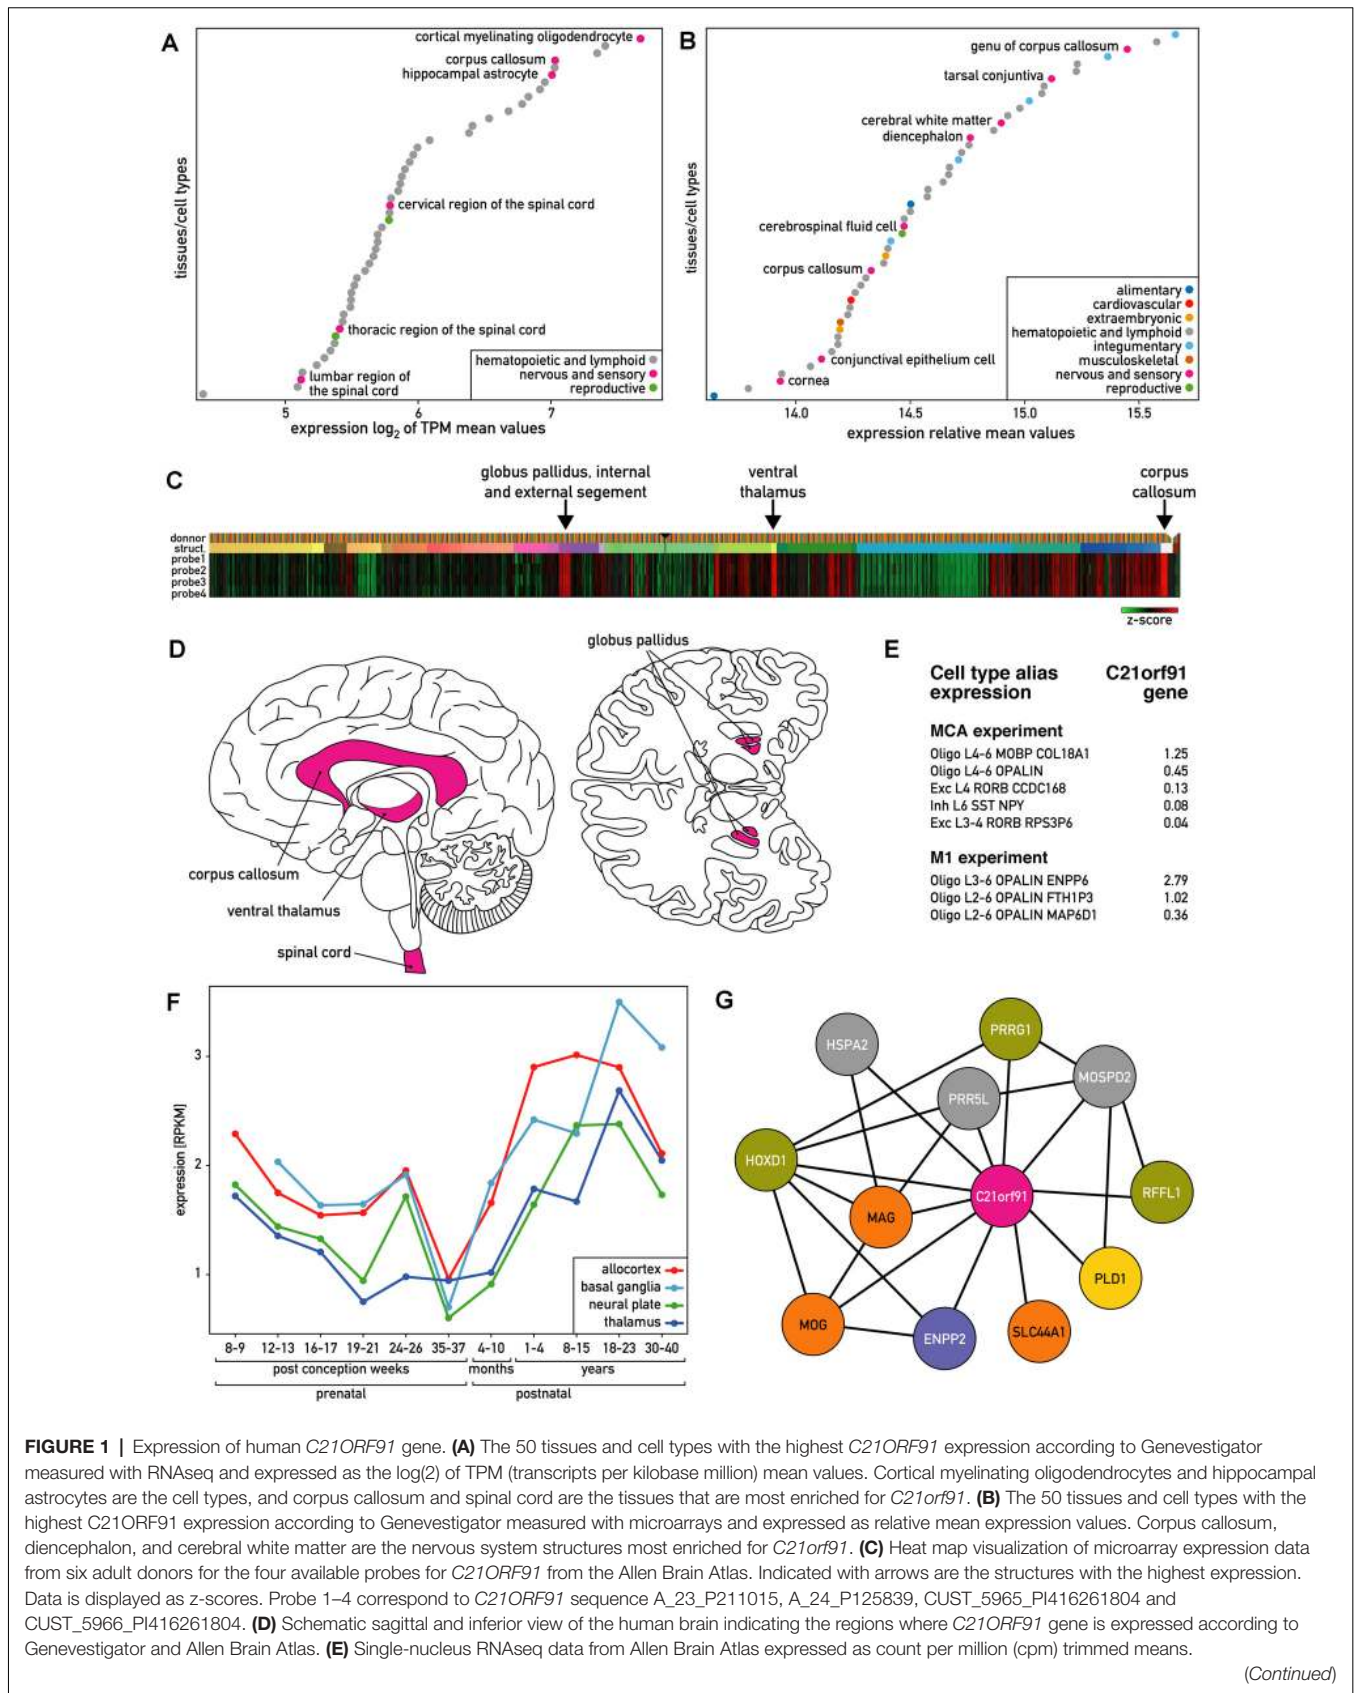 A
cortical myelinating oligodendrocyte
corpus callosum
hippocampal astrocyte
cervical region of the spinal cord
thoracic region of the spinal cord
lumbar region of
the spinal cord
hematopoietic and lymphoid
nervous and sensory
reproductive
tissues/cell types
5 6 7
expression log2 of TPM mean values
B
genu of corpus callosum
tarsal conjuntiva
cerebral white matter
diencephalon
cerebrospinal fluid cell
corpus callosum
conjunctival epithelium cell
cornea
alimentary
cardiovascular
extraembryonic
hematopoietic and lymphoid
integumentary
musculoskeletal
nervous and sensory
reproductive
tissues/cell types
14.0 14.5 15.0 15.5
expression relative mean values
C
globus pallidus, internal
and external segement
ventral
thalamus
corpus
callosum
donnor
struct.
probe1
probe2
probe3
probe4
z-score
D
globus pallidus
corpus callosum
ventral thalamus
spinal cord
E
Cell type alias C21orf91
expression gene
MCA experiment
Oligo L4-6 MOBP COL18A1 1.25
Oligo L4-6 OPALIN 0.45
Exc L4 RORB CCDC168 0.13
Inh L6 SST NPY 0.08
Exc L3-4 RORB RPS3P6 0.04
M1 experiment
Oligo L3-6 OPALIN ENPP6 2.79
Oligo L2-6 OPALIN FTH1P3 1.02
Oligo L2-6 OPALIN MAP6D1 0.36
F
3
2
1
expression [RPKM]
allocortex
basal ganglia
neural plate
thalamus
8-9 12-13 16-17 19-21 24-26 35-37 4-10 1-4 8-15 18-23 30-40
post conception weeks months years
prenatal postnatal
G
HSPA2
PRRG1
MOSPD2
PRR5L
HOXD1
C21orf91
RFFL1
MAG
PLD1
MOG
ENPP2
SLC44A1
FIGURE 1 | Expression of human C21ORF91 gene. (A) The 50 tissues and cell types with the highest C21ORF91 expression according to Genevestigator
measured with RNAseq and expressed as the log(2) of TPM (transcripts per kilobase million) mean values. Cortical myelinating oligodendrocytes and hippocampal
astrocytes are the cell types, and corpus callosum and spinal cord are the tissues that are most enriched for C21orf91. (B) The 50 tissues and cell types with the
highest C21ORF91 expression according to Genevestigator measured with microarrays and expressed as relative mean expression values. Corpus callosum,
diencephalon, and cerebral white matter are the nervous system structures most enriched for C21orf91. (C) Heat map visualization of microarray expression data
from six adult donors for the four available probes for C21ORF91 from the Allen Brain Atlas. Indicated with arrows are the structures with the highest expression.
Data is displayed as z-scores. Probe 1–4 correspond to C21ORF91 sequence A_23_P211015, A_24_P125839, CUST_5965_PI416261804 and
CUST_5966_PI416261804. (D) Schematic sagittal and inferior view of the human brain indicating the regions where C21ORF91 gene is expressed according to
Genevestigator and Allen Brain Atlas. (E) Single-nucleus RNAseq data from Allen Brain Atlas expressed as count per million (cpm) trimmed means.
(Continued)